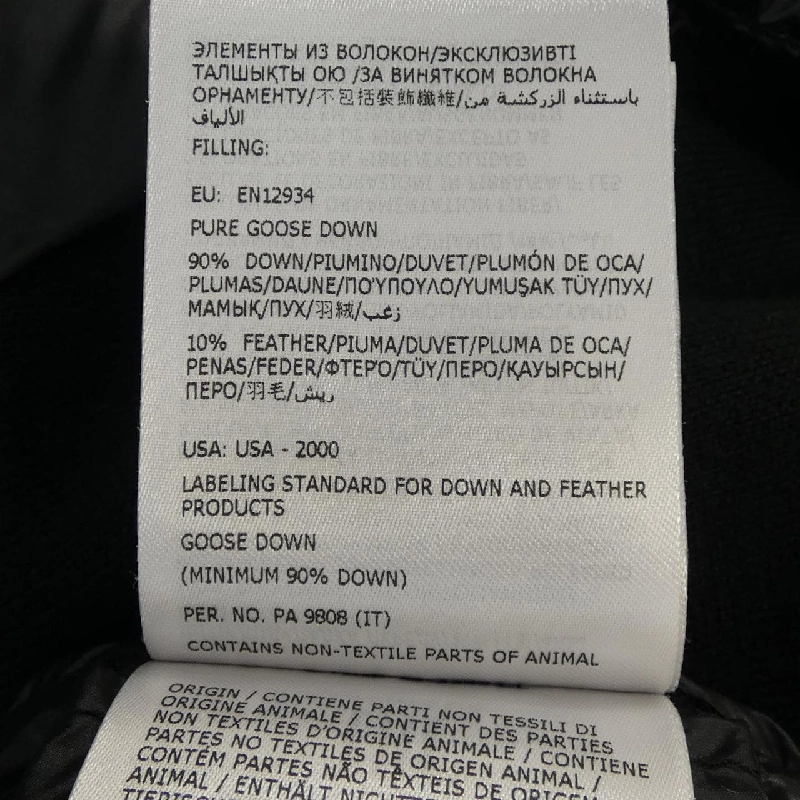 ЭЛЕМЕНТЫ ИЗ ВОЛОКОН/ЭКСКЛЮЗИВТІ
ТАЛШЫҚТЫ ОЮ /ЗА ВИНЯТКОМ ВОЛОКНА
ОРНАМЕНТУ/不包括裝飾纖維/باستثناء الزركشة من
الألياف
FILLING:
EU: EN12934
PURE GOOSE DOWN
90% DOWN/PIUMINO/DUVET/PLUMÓN DE OCA/
PLUMAS/DAUNE/ΠΟΎΠΟΥΛΟ/YUMUŞAK TÜY/ПУХ/
МАМЫҚ/ПУХ/羽絨/زغب
10% FEATHER/PIUMA/DUVET/PLUMA DE OCA/
PENAS/FEDER/ΦΤΕΡΌ/TÜY/ПЕРО/ҚАУЫРСЫН/
ПЕРО/羽毛/ريش
USA: USA - 2000
LABELING STANDARD FOR DOWN AND FEATHER
PRODUCTS
GOOSE DOWN
(MINIMUM 90% DOWN)
PER. NO. PA 9808 (IT)
CONTAINS NON-TEXTILE PARTS OF ANIMAL
ORIGIN / CONTIENE PARTI NON TESSILI DI
ORIGINE ANIMALE / CONTIENT DES PARTIES
NON TEXTILES D'ORIGINE ANIMALE / CONTIENE
PARTES NO TEXTILES DE ORIGEN ANIMAL /
CONTÉM PARTES NÃO TÊXTEIS DE ORIGEM
ANIMAL / ENTHÄLT